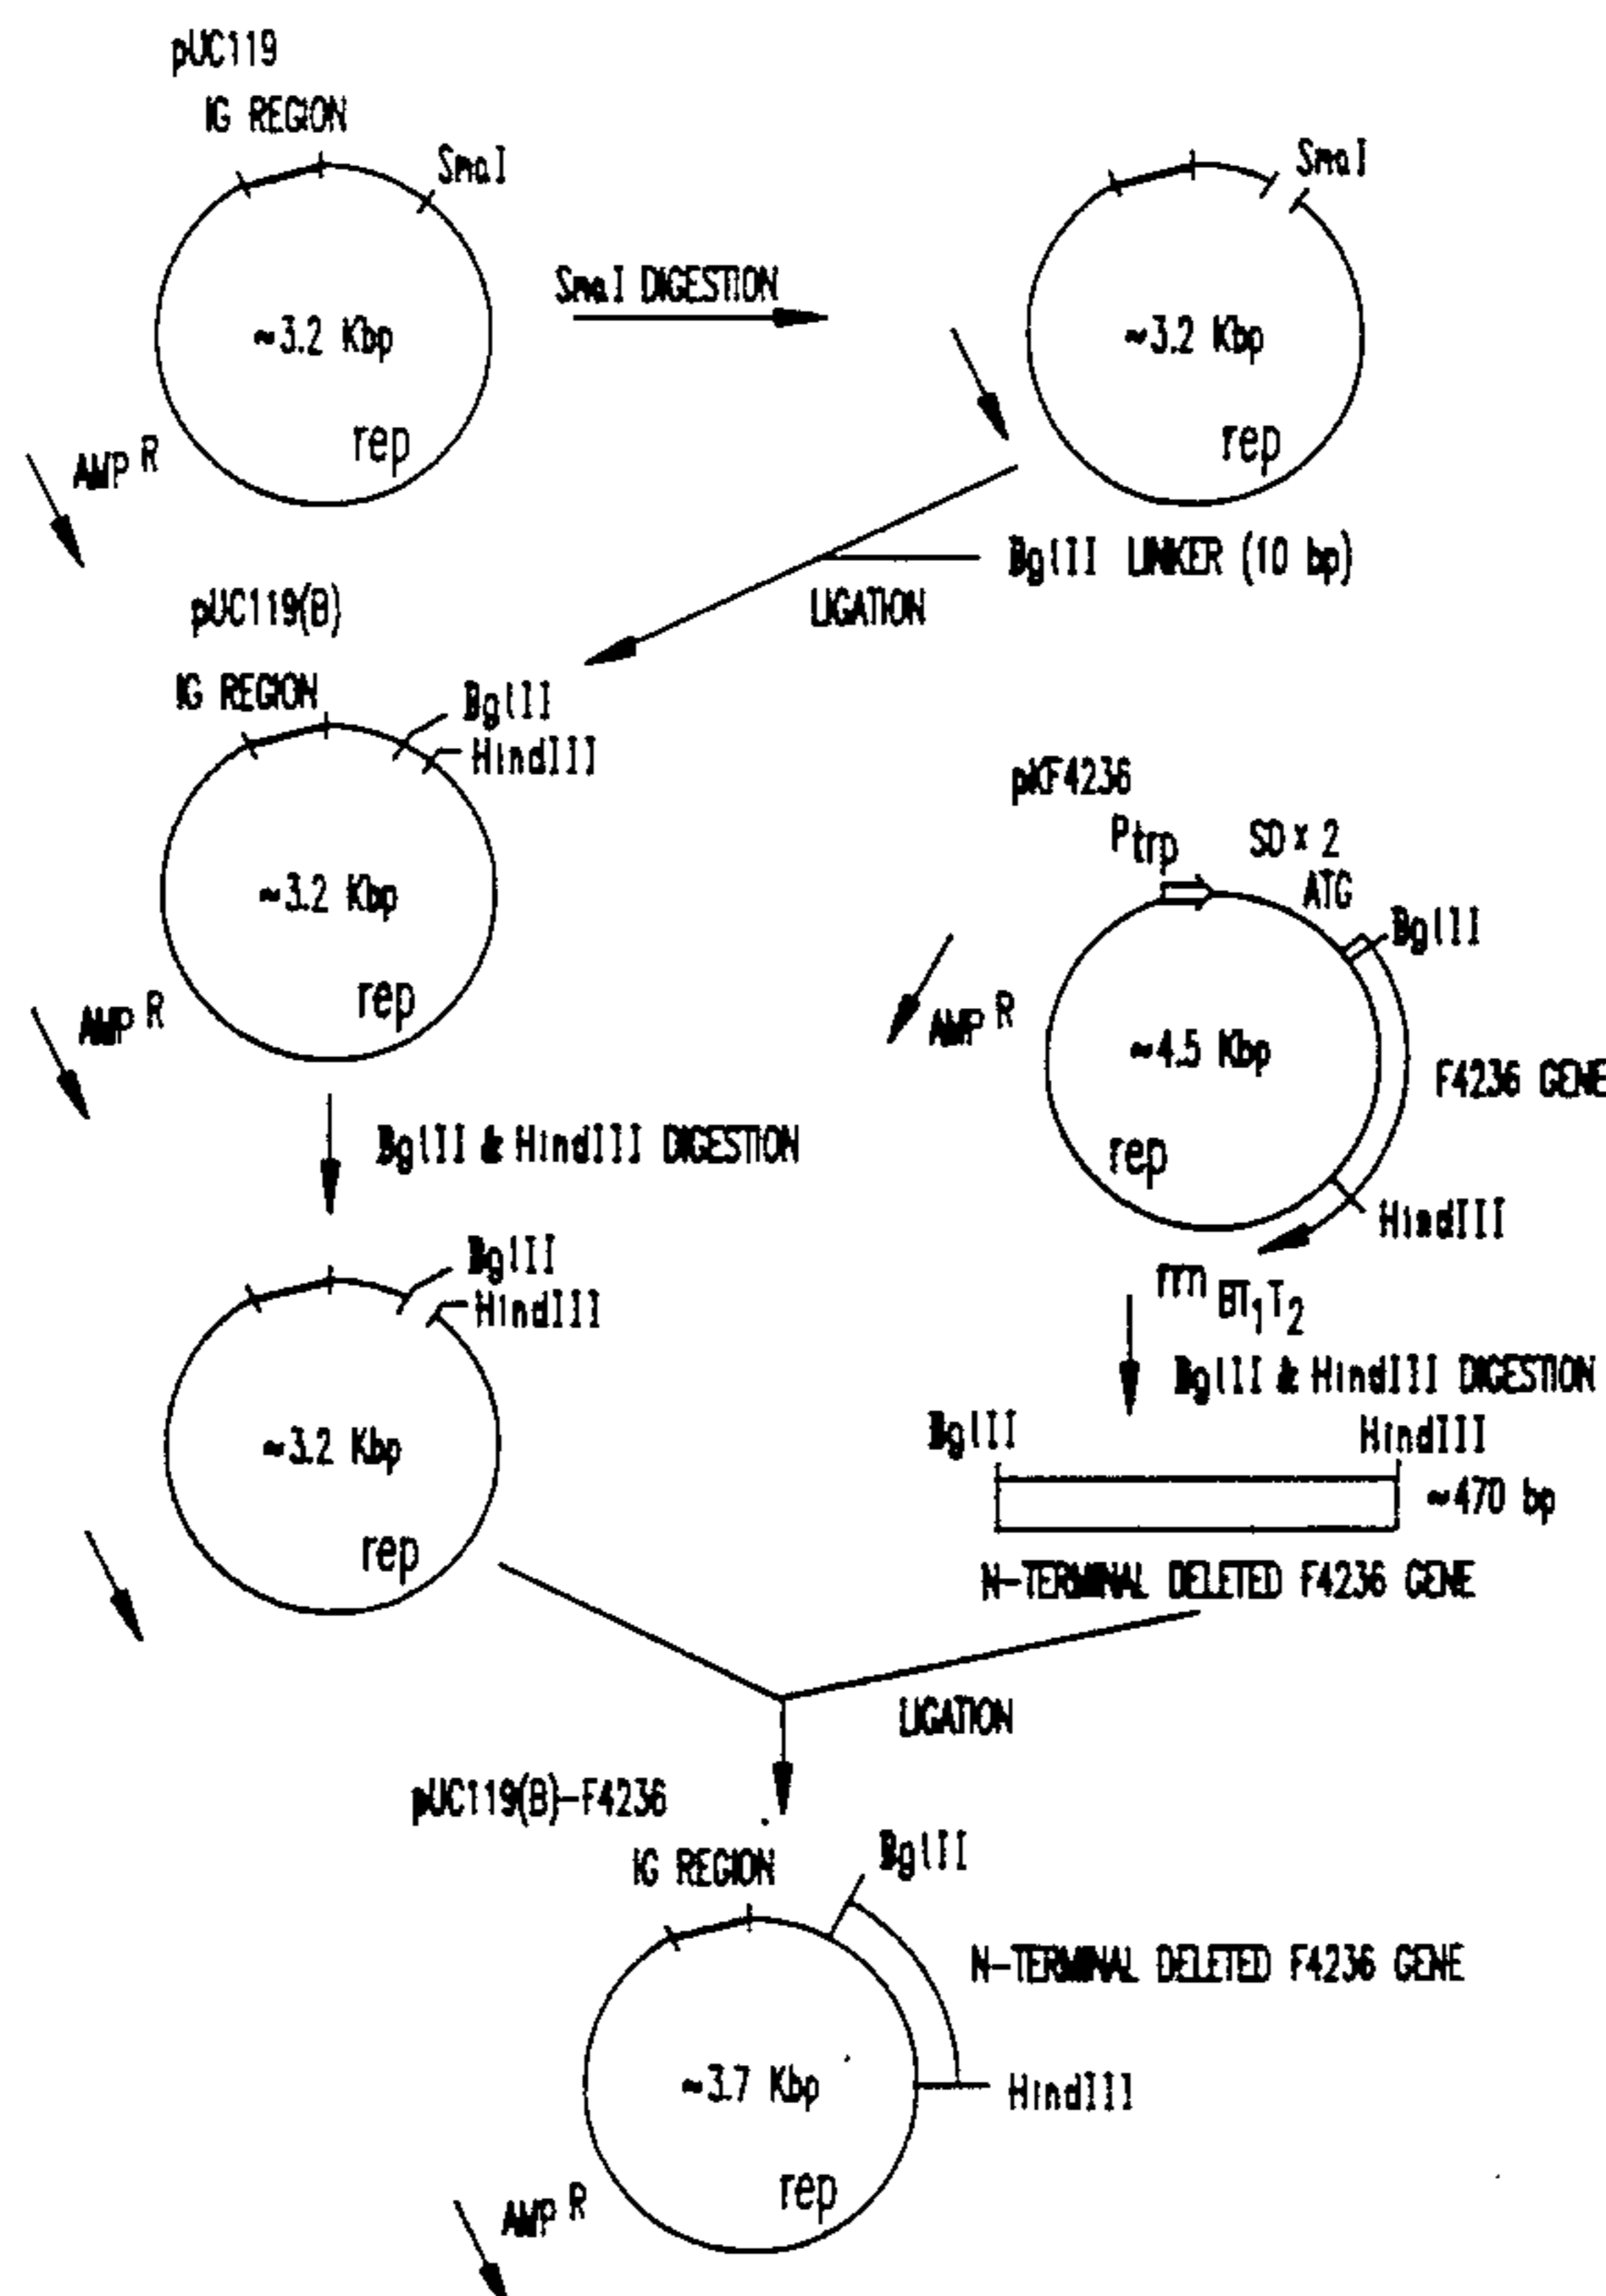 pUC119
IG REGION
SmaI
~3.2 Kbp
rep
AMP R
SmaI DIGESTION
SmaI
~3.2 Kbp
rep
BglII LINKER (10 bp)
LIGATION
pUC119(B)
IG REGION
BglII
HindIII
~3.2 Kbp
rep
AMP R
pKF4236
Ptrp
SD x 2
ATG
BglII
AMP R
~4.5 Kbp
F4236 GENE
rep
HindIII
rrn BT1T2
BglII & HindIII DIGESTION
BglII & HindIII DIGESTION
BglII
HindIII
~3.2 Kbp
rep
BglII
HindIII
~470 bp
N-TERMINAL DELETED F4236 GENE
LIGATION
pUC119(B)-F4236
IG REGION
BglII
N-TERMINAL DELETED F4236 GENE
~3.7 Kbp
HindIII
rep
AMP R